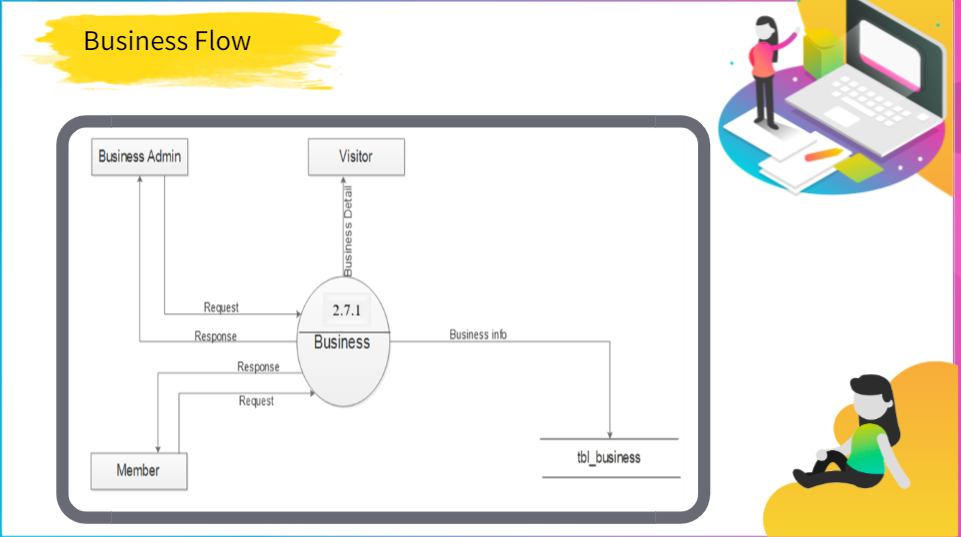 Business Flow
Business Admin
Visitor
Business Detail
2.7.1
Business
Request
Response
Response
Request
Business info
Member
tbl_business